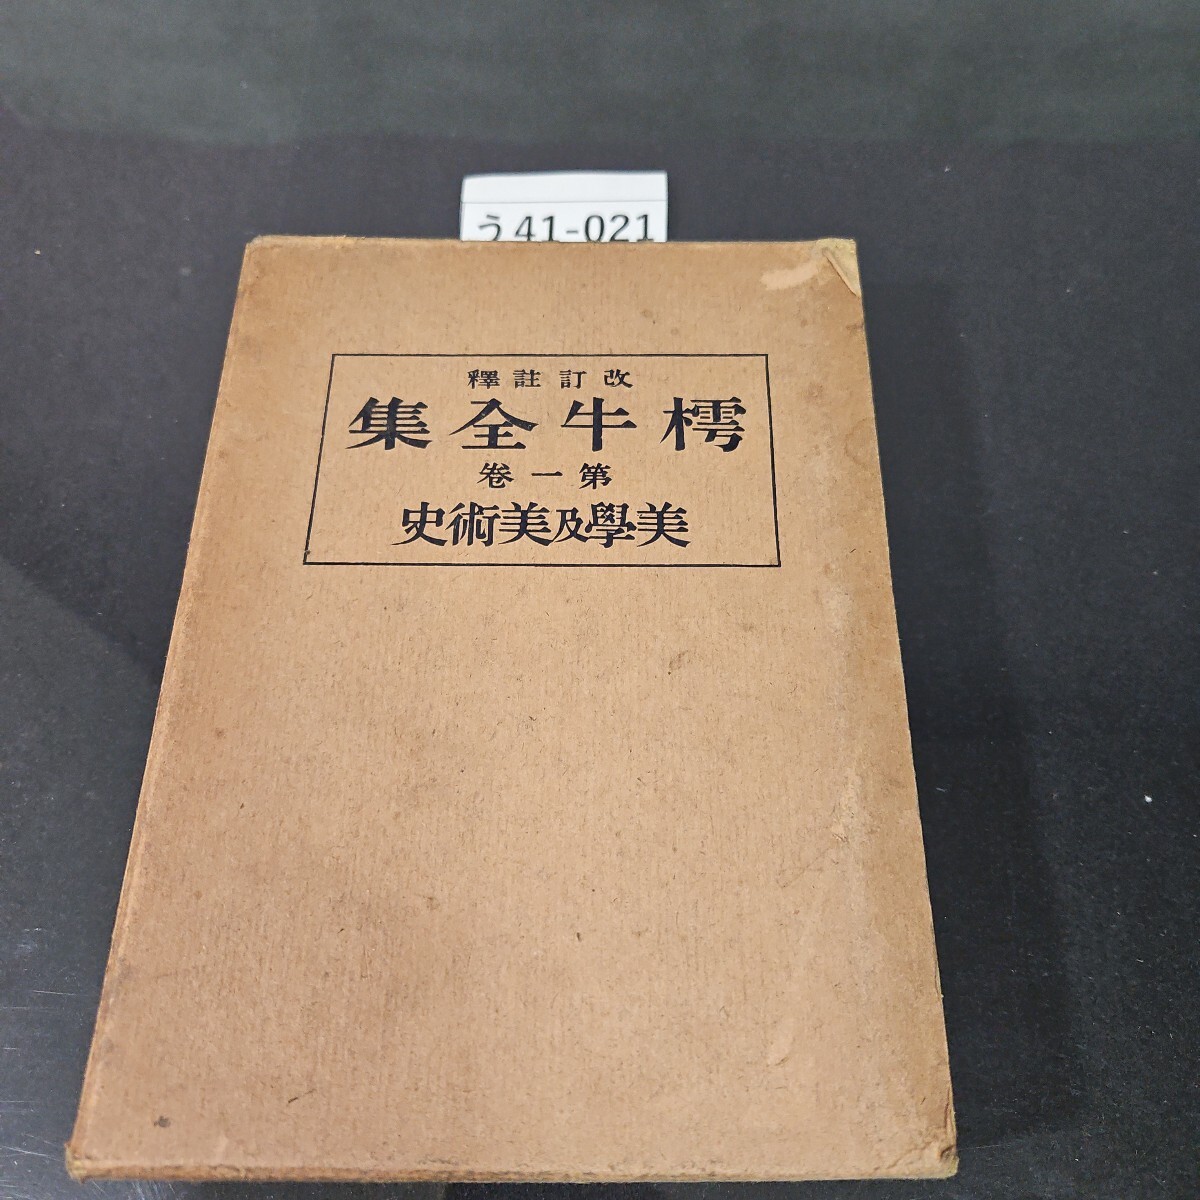 う41-021
改訂註釋
樗牛全集
第一卷
美學及美術史